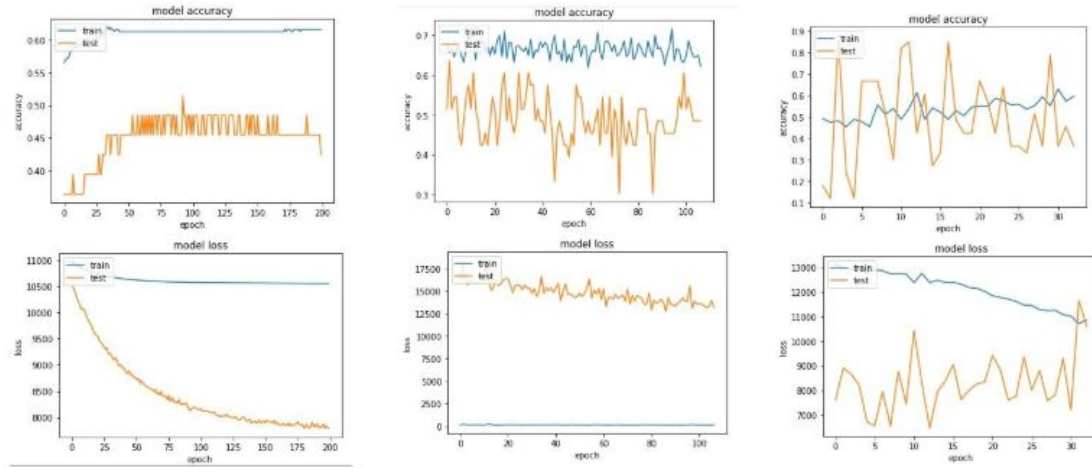 model accuracy
train
test
0.60
0.55
0.50
0.45
0.40
accuracy
0 25 50 75 100 125 150 175 200
epoch
model accuracy
train
test
0.7
0.6
0.5
0.4
0.3
accuracy
0 20 40 60 80 100
epoch
model accuracy
train
test
0.9
0.8
0.7
0.6
0.5
0.4
0.3
0.2
0.1
accuracy
0 5 10 15 20 25 30
epoch
model loss
train
test
11000
10500
10000
9500
9000
8500
8000
loss
0 25 50 75 100 125 150 175 200
epoch
model loss
train
test
17500
15000
12500
10000
7500
5000
2500
0
loss
0 20 40 60 80 100
epoch
model loss
train
test
13000
12000
11000
10000
9000
8000
7000
loss
0 5 10 15 20 25 30
epoch